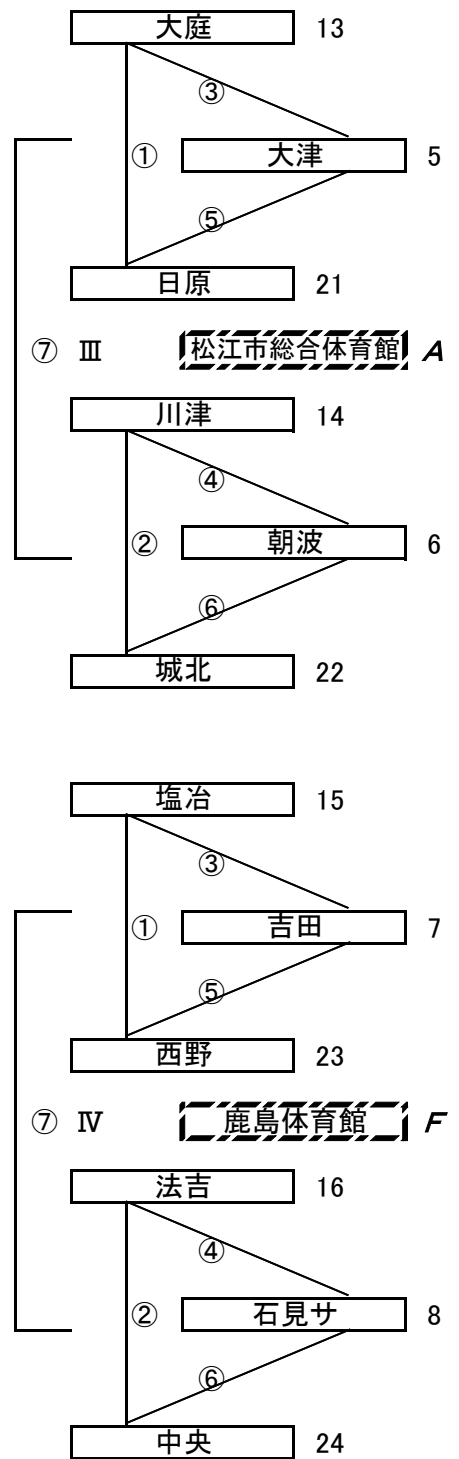 大庭 13
③
① 大津 5
⑤
日原 21
⑦ Ⅲ 松江市総合体育館 A
川津 14
④
② 朝波 6
⑥
城北 22
塩冶 15
③
① 吉田 7
⑤
西野 23
⑦ Ⅳ 鹿島体育館 F
法吉 16
④
② 石見サ 8
⑥
中央 24